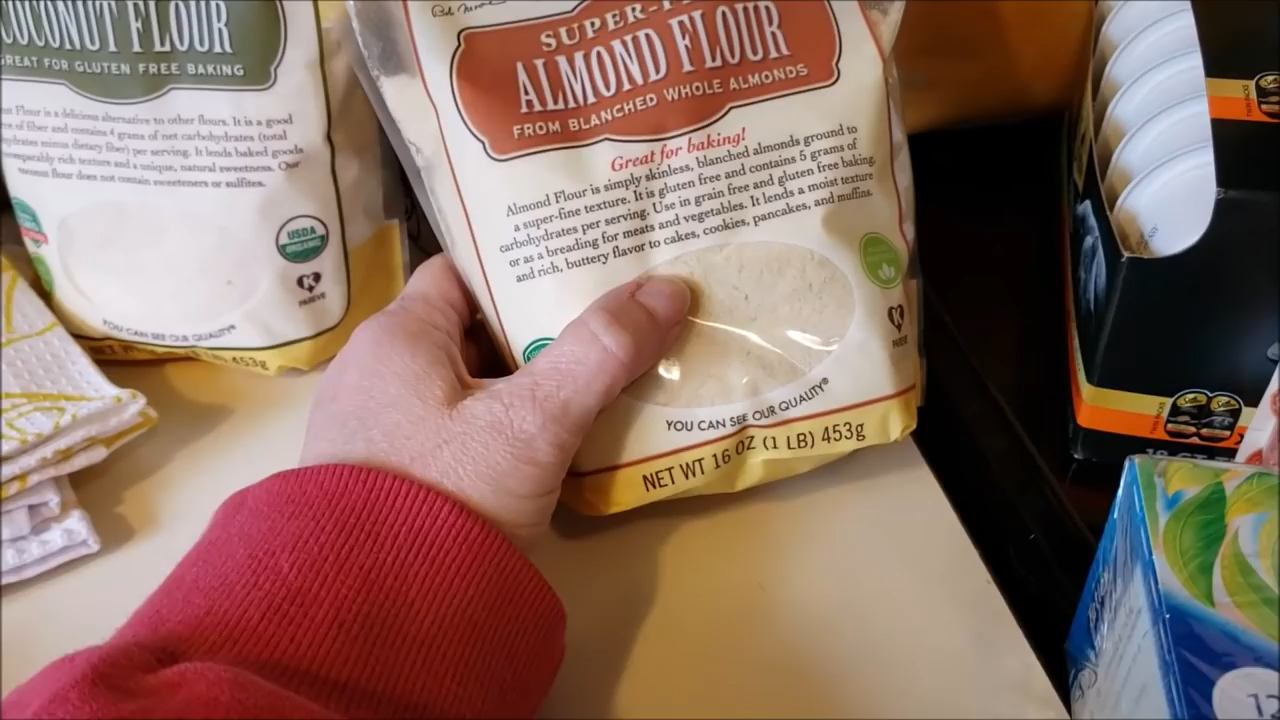 COCONUT FLOUR
GREAT FOR GLUTEN FREE BAKING
Flour is a delicious alternative to other flours. It is a good
of fiber and contains 4 grams of net carbohydrates (total
minus dietary fiber) per serving. It lends baked goods
rich texture and a unique, natural sweetness. Our
flour does not contain sweeteners or sulfites.
USDA
ORGANIC
K
PAREVE
YOU CAN SEE OUR QUALITY®
453g
SUPER-
ALMOND FLOUR
FROM BLANCHED WHOLE ALMONDS
Great for baking!
Almond Flour is simply skinless, blanched almonds ground to
a super-fine texture. It is gluten free and contains 5 grams of
carbohydrates per serving. Use in grain free and gluten free baking,
or as a breading for meats and vegetables. It lends a moist texture
and rich, buttery flavor to cakes, cookies, pancakes, and muffins.
K
PAREVE
YOU CAN SEE OUR QUALITY®
NET WT 16 OZ (1 LB) 453g
12